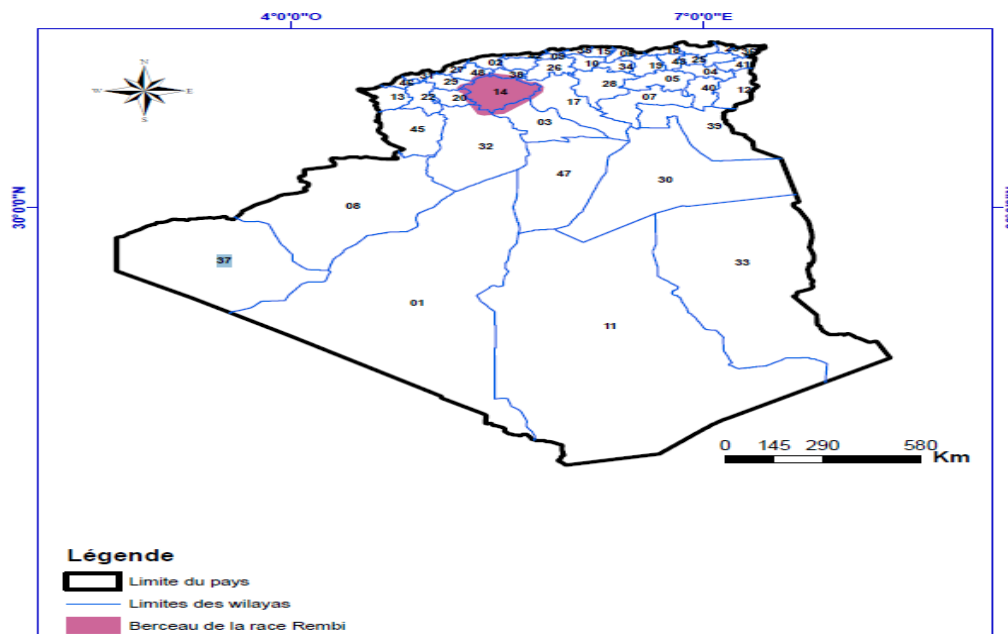 4°0'0"O 7°0'0"E
N
W E
S
30°0'0"N
02 26 10 34 19 05 04 41
13 22 20 14 17 28 07 40 12
45 32 03 39
47 30
08
37
01 11 33
0 145 290 580 Km
Légende
Limite du pays
Limites des wilayas
Berceau de la race Rembi